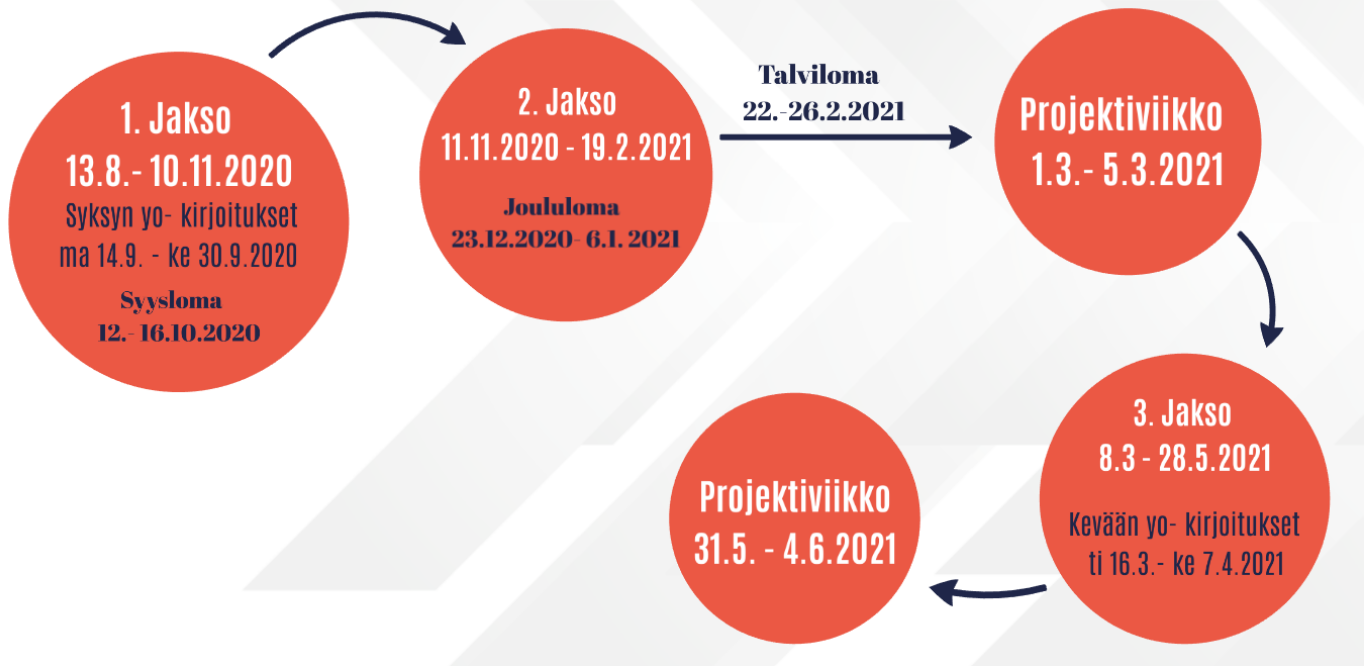 1. Jakso
13.8.- 10.11.2020
Syksyn yo- kirjoitukset
ma 14.9. - ke 30.9.2020
Syysloma
12.- 16.10.2020
2. Jakso
11.11.2020 - 19.2.2021
Joululoma
23.12.2020- 6.1. 2021
Talviloma
22.-26.2.2021
Projektiviikko
1.3.- 5.3.2021
3. Jakso
8.3 - 28.5.2021
Kevään yo- kirjoitukset
ti 16.3.- ke 7.4.2021
Projektiviikko
31.5. - 4.6.2021